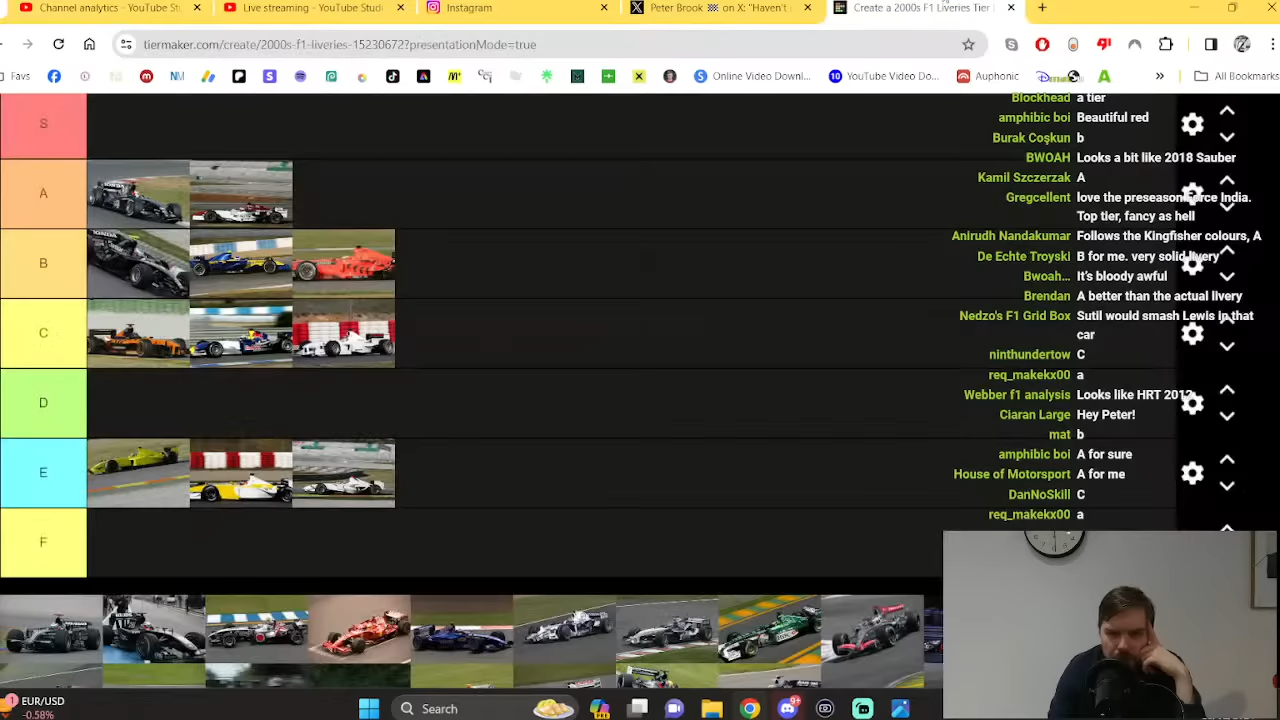 Channel analytics - YouTube St
Live streaming - YouTube Studi
Instagram
Peter Brook on X: "Haven't
Create a 2000s F1 Liveries Tier
tiermaker.com/create/2000s-f1-liveries-15230672?presentationMode=true
Favs
Online Video Downl...
YouTube Video Do...
Auphonic
All Bookmarks
S
A
B
C
D
E
F
Blockhead a tier
amphibic boi Beautiful red
Burak Coşkun b
BWOAH Looks a bit like 2018 Sauber
Kamil Szczerzak A
Gregcellent love the preseason Force India.
Top tier, fancy as hell
Anirudh Nandakumar Follows the Kingfisher colours, A
De Echte Troyski B for me. very solid livery
Bwoah... It's bloody awful
Brendan A better than the actual livery
Nedzo's F1 Grid Box Sutil would smash Lewis in that
car
ninthundertow C
req_makekx00 a
Webber f1 analysis Looks like HRT 2012
Ciaran Large Hey Peter!
mat b
amphibic boi A for sure
House of Motorsport A for me
DanNoSkill C
req_makekx00 a
EUR/USD
-0.58%
Search